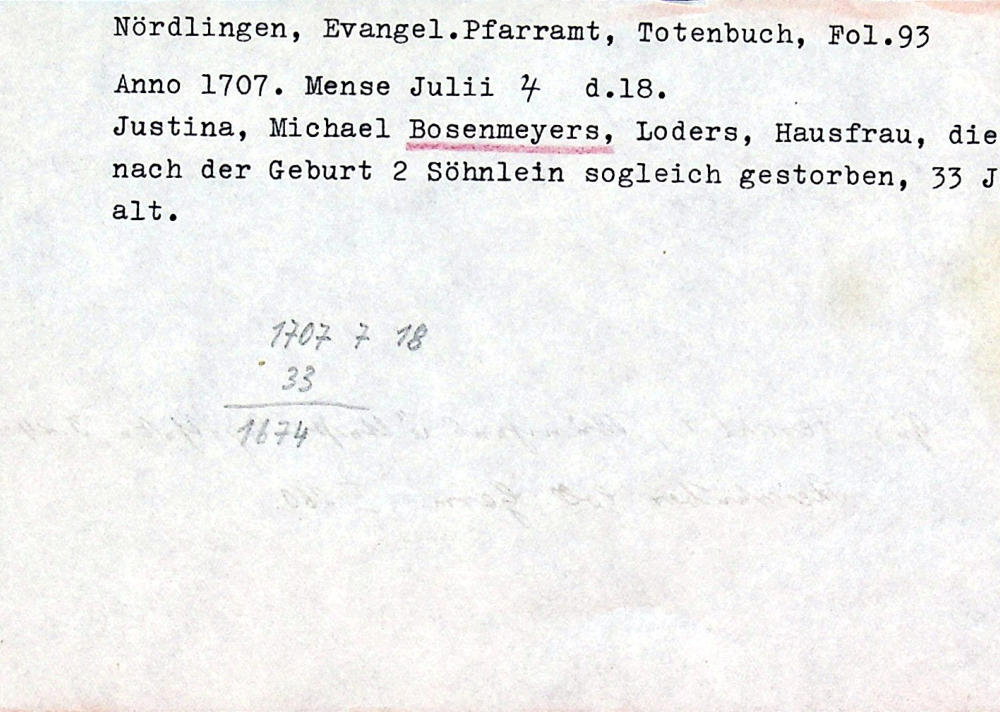 Nördlingen, Evangel.Pfarramt, Totenbuch, Fol.93
Anno 1707. Mense Julii ♃ d.18.
Justina, Michael Bosenmeyers, Loders, Hausfrau, die
nach der Geburt 2 Söhnlein sogleich gestorben, 33 J
alt.
1707 7 18
33
1674